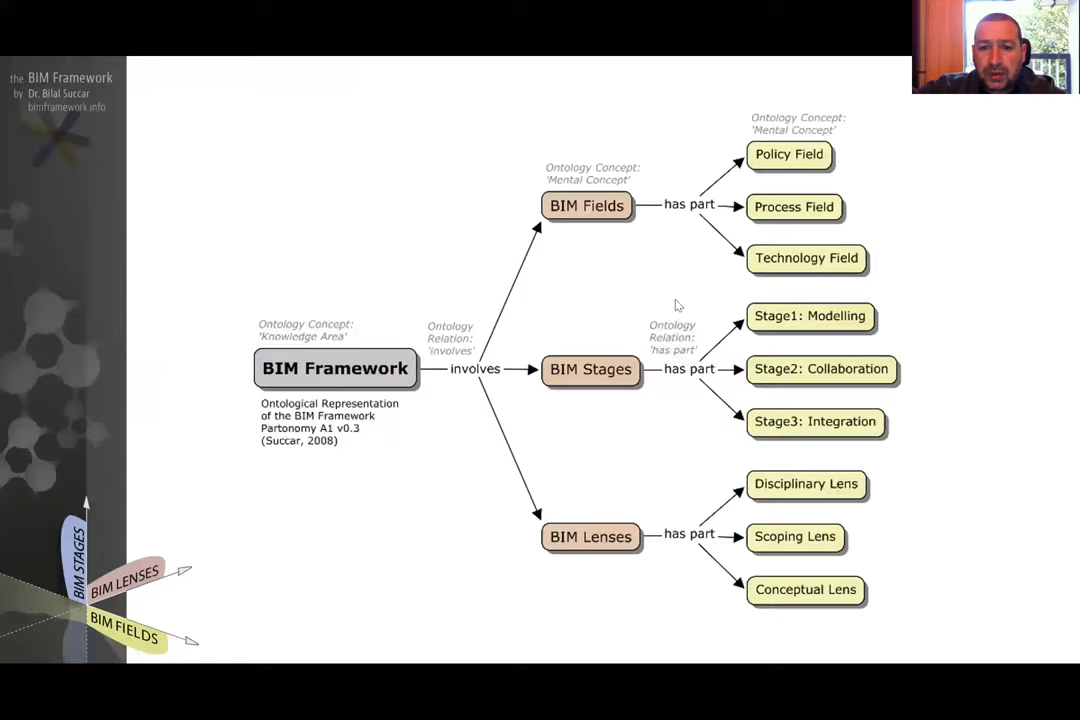 the BIM Framework
by Dr. Bilal Succar
bimframework.info
Ontology Concept:
'Mental Concept'
Policy Field
Ontology Concept:
'Mental Concept'
BIM Fields
has part
Process Field
Technology Field
Ontology Concept:
'Knowledge Area'
Ontology
Relation:
'involves'
Ontology
Relation:
'has part'
Stage1: Modelling
BIM Framework
involves
BIM Stages
has part
Stage2: Collaboration
Ontological Representation
of the BIM Framework
Partonomy A1 v0.3
(Succar, 2008)
Stage3: Integration
Disciplinary Lens
BIM Lenses
has part
Scoping Lens
Conceptual Lens
BIM STAGES
BIM LENSES
BIM FIELDS